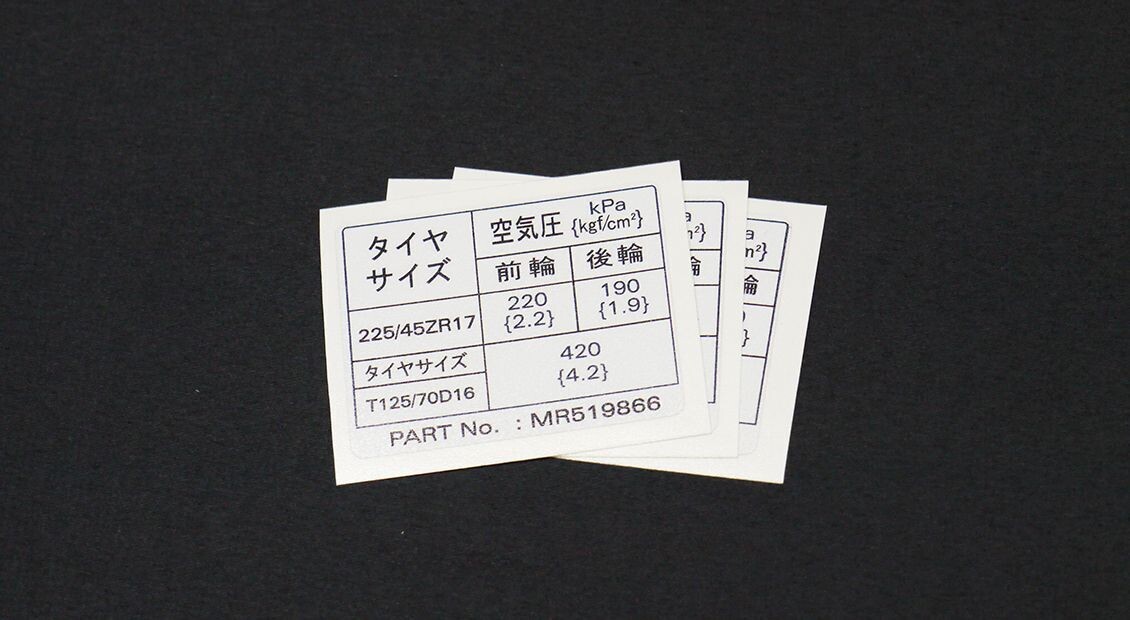 タイヤ
サイズ
空気圧 kPa
{kgf/cm²}
前輪 後輪
225/45ZR17
220
{2.2}
190
{1.9}
タイヤサイズ
T125/70D16
420
{4.2}
PART No. : MR519866
輪
輪